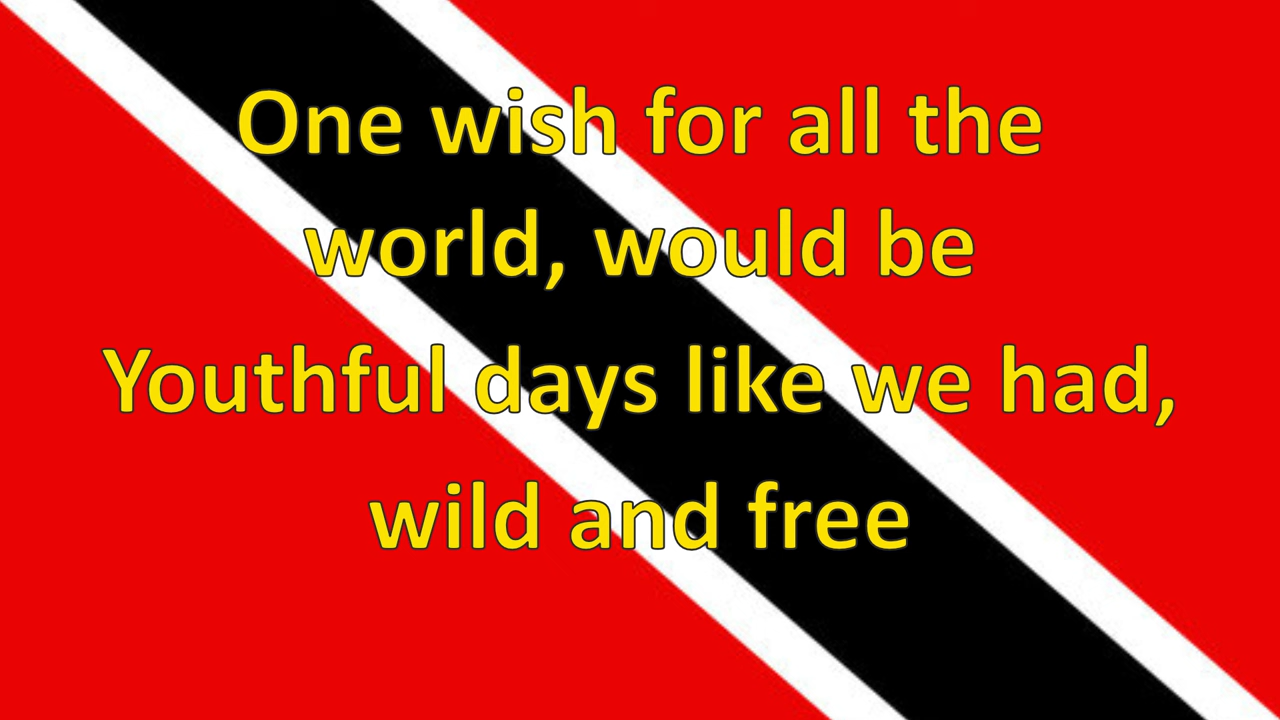 One wish for all the
world, would be
Youthful days like we had,
wild and free